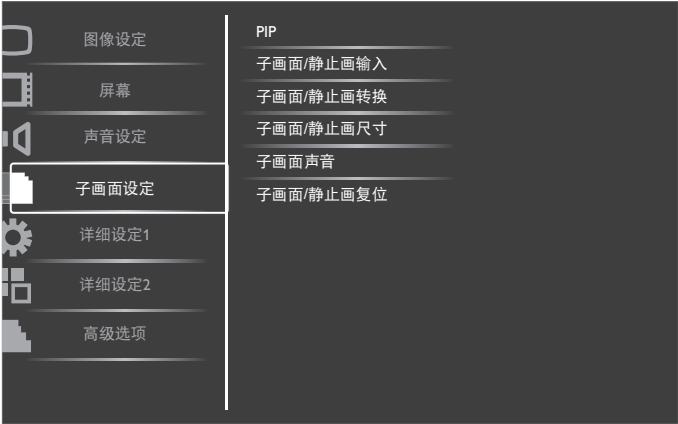 图像设定
屏幕
声音设定
子画面设定
详细设定1
详细设定2
高级选项
PIP
子画面/静止画输入
子画面/静止画转换
子画面/静止画尺寸
子画面声音
子画面/静止画复位